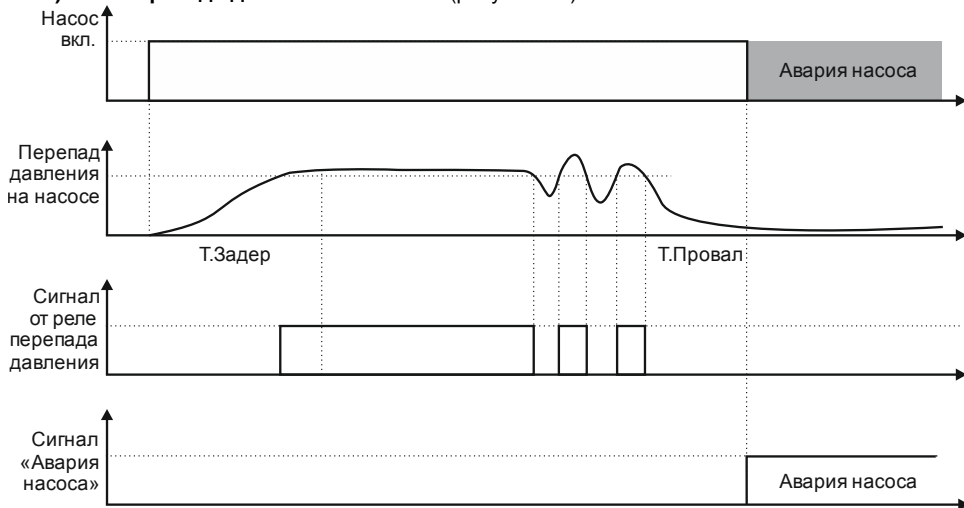 Насос
вкл.
Авария насоса
Перепад
давления
на насосе
Т.Задер
Т.Провал
Сигнал
от реле
перепада
давления
Сигнал
«Авария
насоса»
Авария насоса